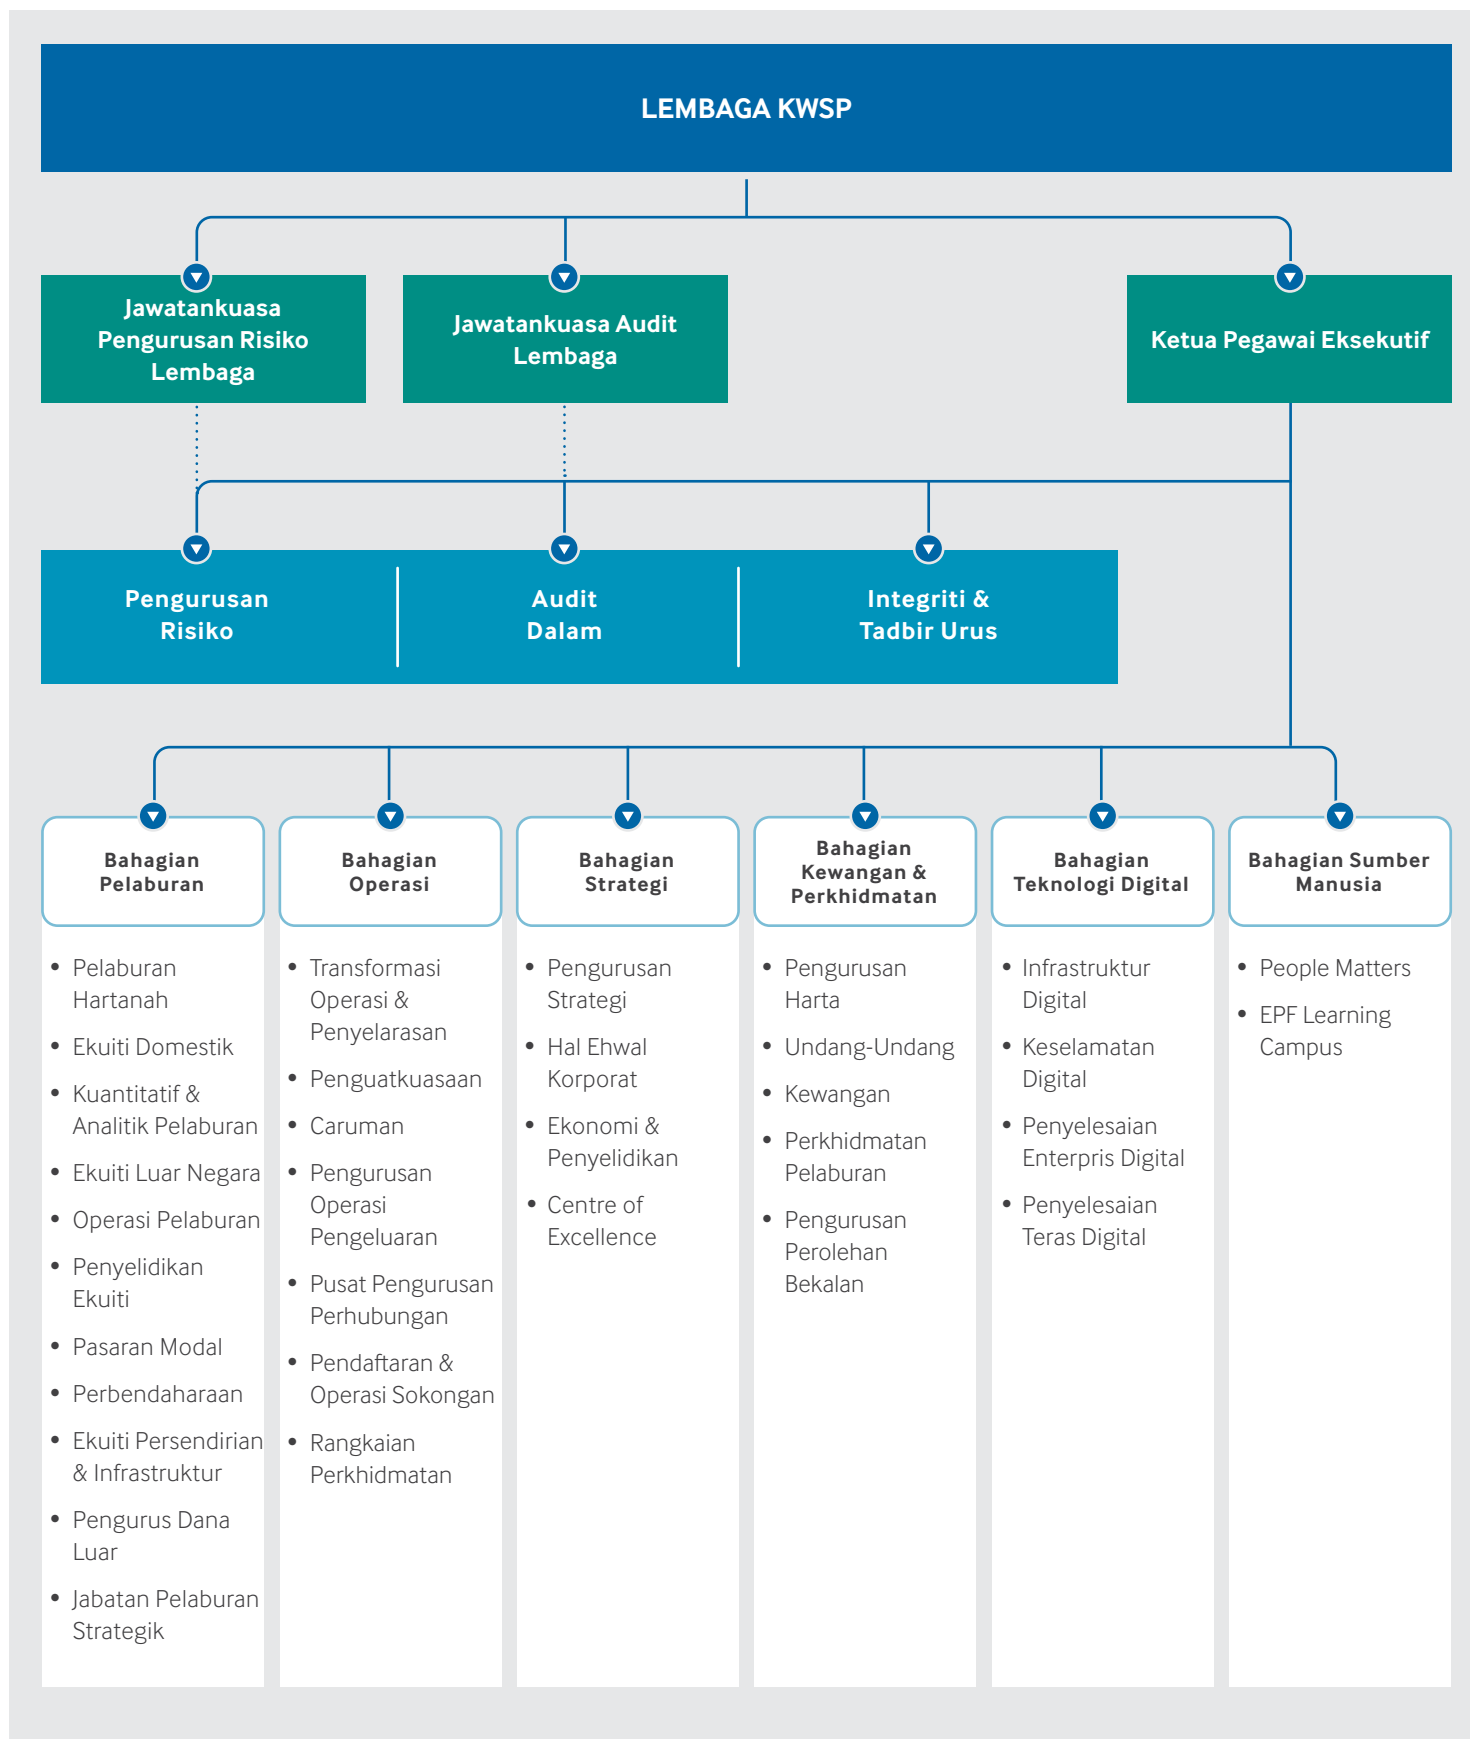 LEMBAGA KWSP
Jawatankuasa
Pengurusan Risiko
Lembaga
Jawatankuasa Audit
Lembaga
Ketua Pegawai Eksekutif
Pengurusan
Risiko
Audit
Dalam
Integriti &
Tadbir Urus
Bahagian
Pelaburan
• Pelaburan
Hartanah
• Ekuiti Domestik
• Kuantitatif &
Analitik Pelaburan
• Ekuiti Luar Negara
• Operasi Pelaburan
• Penyelidikan
Ekuiti
• Pasaran Modal
• Perbendaharaan
• Ekuiti Persendirian
& Infrastruktur
• Pengurus Dana
Luar
• Jabatan Pelaburan
Strategik
Bahagian
Operasi
• Transformasi
Operasi &
Penyelarasan
• Penguatkuasaan
• Caruman
• Pengurusan
Operasi
Pengeluaran
• Pusat Pengurusan
Perhubungan
• Pendaftaran &
Operasi Sokongan
• Rangkaian
Perkhidmatan
Bahagian
Strategi
• Pengurusan
Strategi
• Hal Ehwal
Korporat
• Ekonomi &
Penyelidikan
• Centre of
Excellence
Bahagian
Kewangan &
Perkhidmatan
• Pengurusan
Harta
• Undang-Undang
• Kewangan
• Perkhidmatan
Pelaburan
• Pengurusan
Perolehan
Bekalan
Bahagian
Teknologi Digital
• Infrastruktur
Digital
• Keselamatan
Digital
• Penyelesaian
Enterpris Digital
• Penyelesaian
Teras Digital
Bahagian Sumber
Manusia
• People Matters
• EPF Learning
Campus